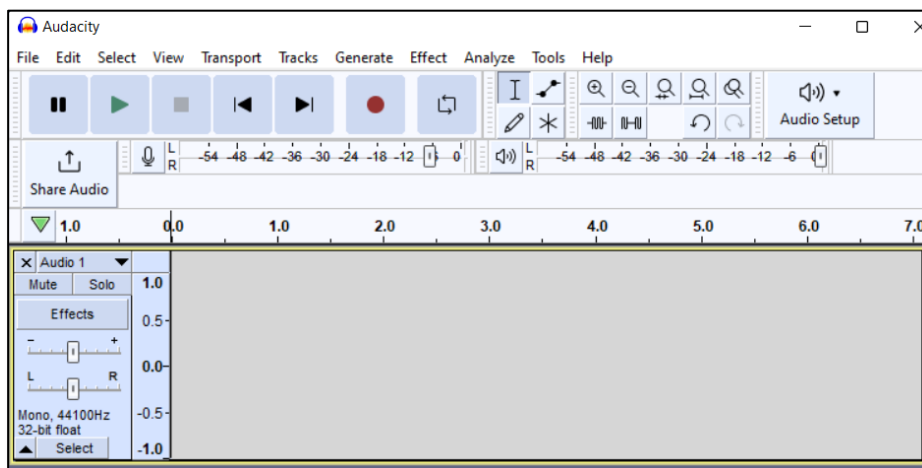 Audacity
File Edit Select View Transport Tracks Generate Effect Analyze Tools Help
Audio Setup
Share Audio
L
R
-54 -48 -42 -36 -30 -24 -18 -12 0
L
R
-54 -48 -42 -36 -30 -24 -18 -12 -6
1.0 0.0 1.0 2.0 3.0 4.0 5.0 6.0 7.0
Audio 1
Mute Solo
Effects
- +
L R
Mono, 44100Hz
32-bit float
Select
1.0
0.5-
0.0-
-0.5-
-1.0